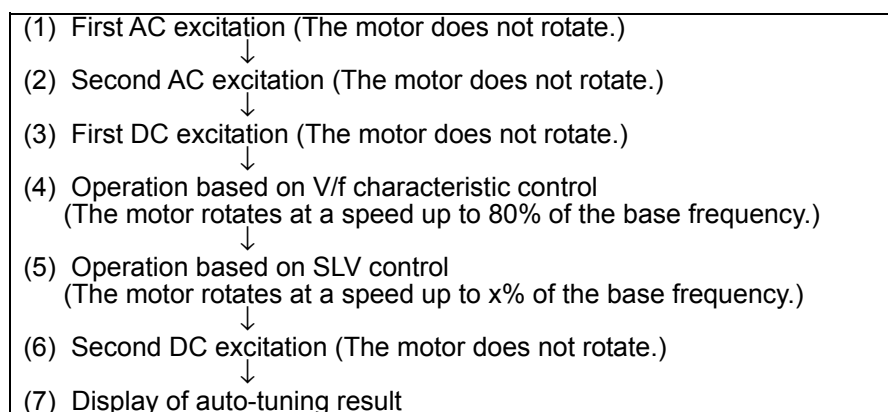 (1) First AC excitation (The motor does not rotate.)
↓
(2) Second AC excitation (The motor does not rotate.)
↓
(3) First DC excitation (The motor does not rotate.)
↓
(4) Operation based on V/f characteristic control
(The motor rotates at a speed up to 80% of the base frequency.)
↓
(5) Operation based on SLV control
(The motor rotates at a speed up to x% of the base frequency.)
↓
(6) Second DC excitation (The motor does not rotate.)
↓
(7) Display of auto-tuning result